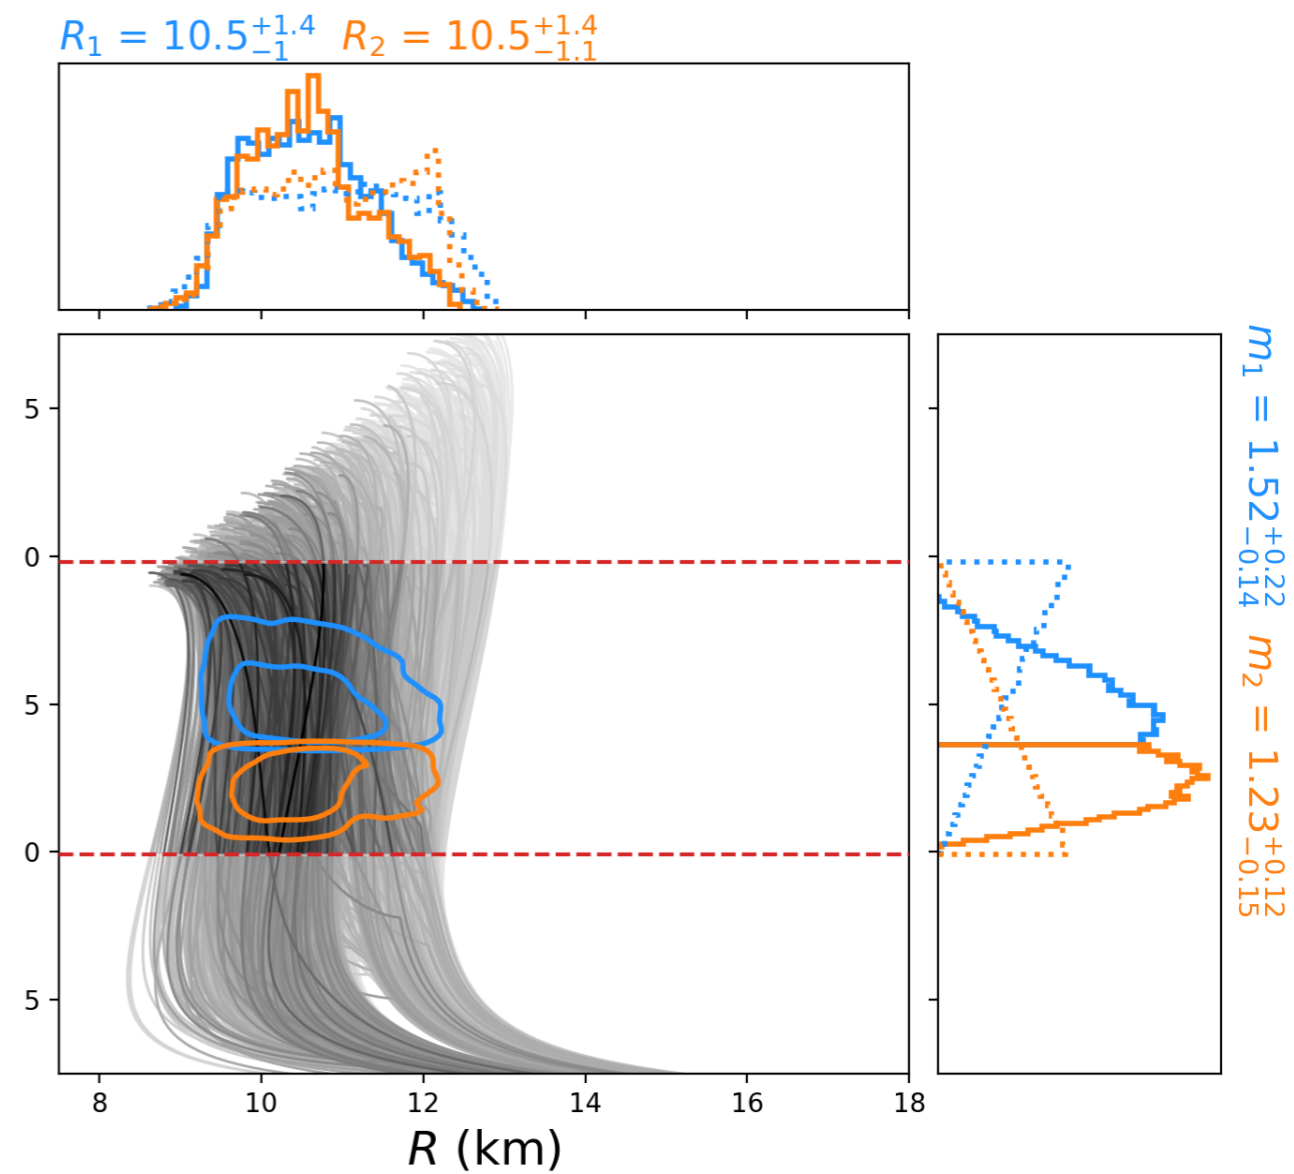 R₁ = 10.5⁺¹·⁴₋₁ R₂ = 10.5⁺¹·⁴₋₁.₁
5
0
5
0
5
8 10 12 14 16 18
R (km)
m₁ = 1.52⁺⁰·²²₋₀.₁₄ m₂ = 1.23⁺⁰·¹²₋₀.₁₅